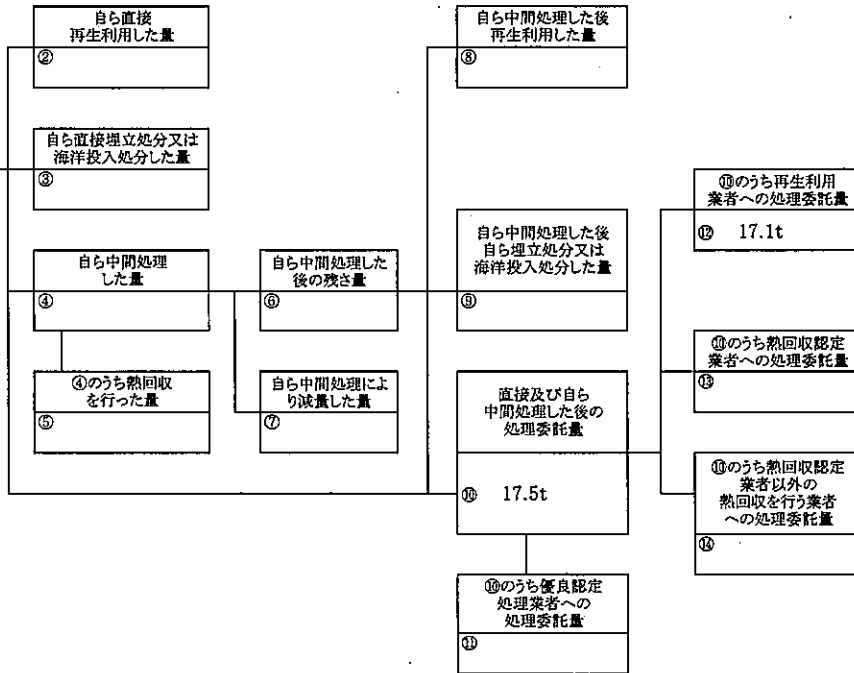 自ら直接
再生利用した量
②
自ら直接埋立処分又は
海洋投入処分した量
③
自ら中間処理
した量
④
④のうち熱回収
を行った量
⑤
自ら中間処理した
後の残さ量
⑥
自ら中間処理によ
り減量した量
⑦
自ら中間処理した後
再生利用した量
⑧
自ら中間処理した後
自ら埋立処分又は
海洋投入処分した量
⑨
直接及び自ら
中間処理した後の
処理委託量
⑩ 17.5t
⑩のうち優良認定
処理業者への
処理委託量
⑪
⑩のうち再生利用
業者への処理委託量
⑫ 17.1t
⑩のうち熱回収認定
業者への処理委託量
⑬
⑩のうち熱回収認定
業者以外の
熱回収を行う業者
への処理委託量
⑭